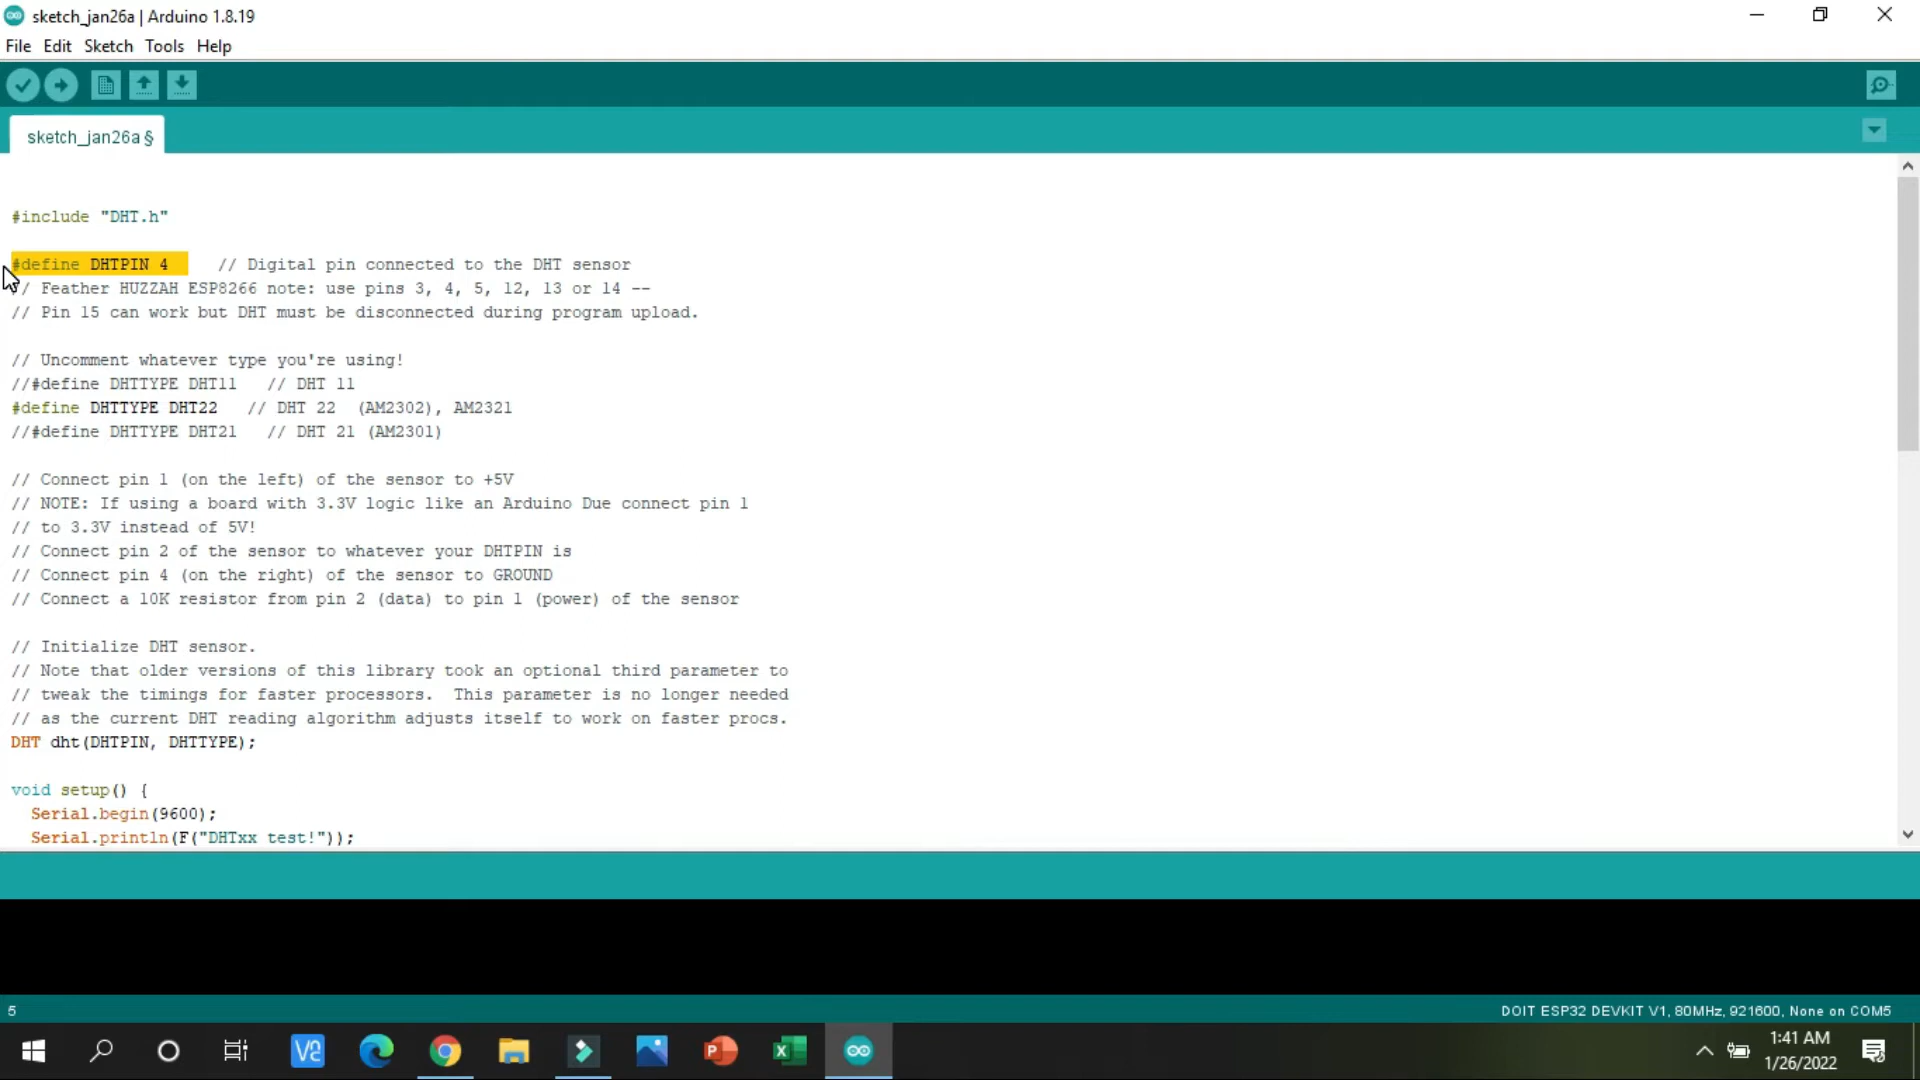 sketch_jan26a | Arduino 1.8.19
File Edit Sketch Tools Help
sketch_jan26a §
#include "DHT.h"
#define DHTPIN 4     // Digital pin connected to the DHT sensor
// Feather HUZZAH ESP8266 note: use pins 3, 4, 5, 12, 13 or 14 --
// Pin 15 can work but DHT must be disconnected during program upload.
// Uncomment whatever type you're using!
//#define DHTTYPE DHT11   // DHT 11
#define DHTTYPE DHT22   // DHT 22  (AM2302), AM2321
//#define DHTTYPE DHT21   // DHT 21 (AM2301)
// Connect pin 1 (on the left) of the sensor to +5V
// NOTE: If using a board with 3.3V logic like an Arduino Due connect pin 1
// to 3.3V instead of 5V!
// Connect pin 2 of the sensor to whatever your DHTPIN is
// Connect pin 4 (on the right) of the sensor to GROUND
// Connect a 10K resistor from pin 2 (data) to pin 1 (power) of the sensor
// Initialize DHT sensor.
// Note that older versions of this library took an optional third parameter to
// tweak the timings for faster processors.  This parameter is no longer needed
// as the current DHT reading algorithm adjusts itself to work on faster procs.
DHT dht(DHTPIN, DHTTYPE);
void setup() {
  Serial.begin(9600);
  Serial.println(F("DHTxx test!"));
5
DOIT ESP32 DEVKIT V1, 80MHz, 921600, None on COM5
1:41 AM
1/26/2022